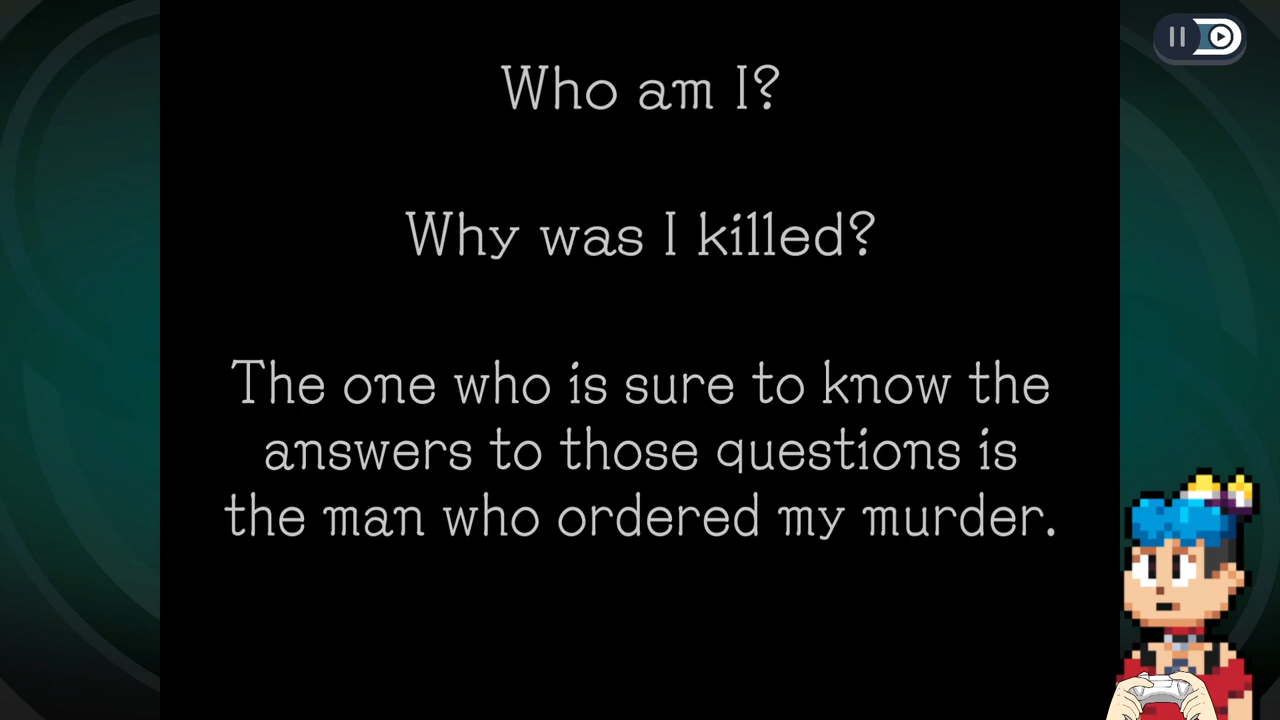 Who am I?
Why was I killed?
The one who is sure to know the
answers to those questions is
the man who ordered my murder.